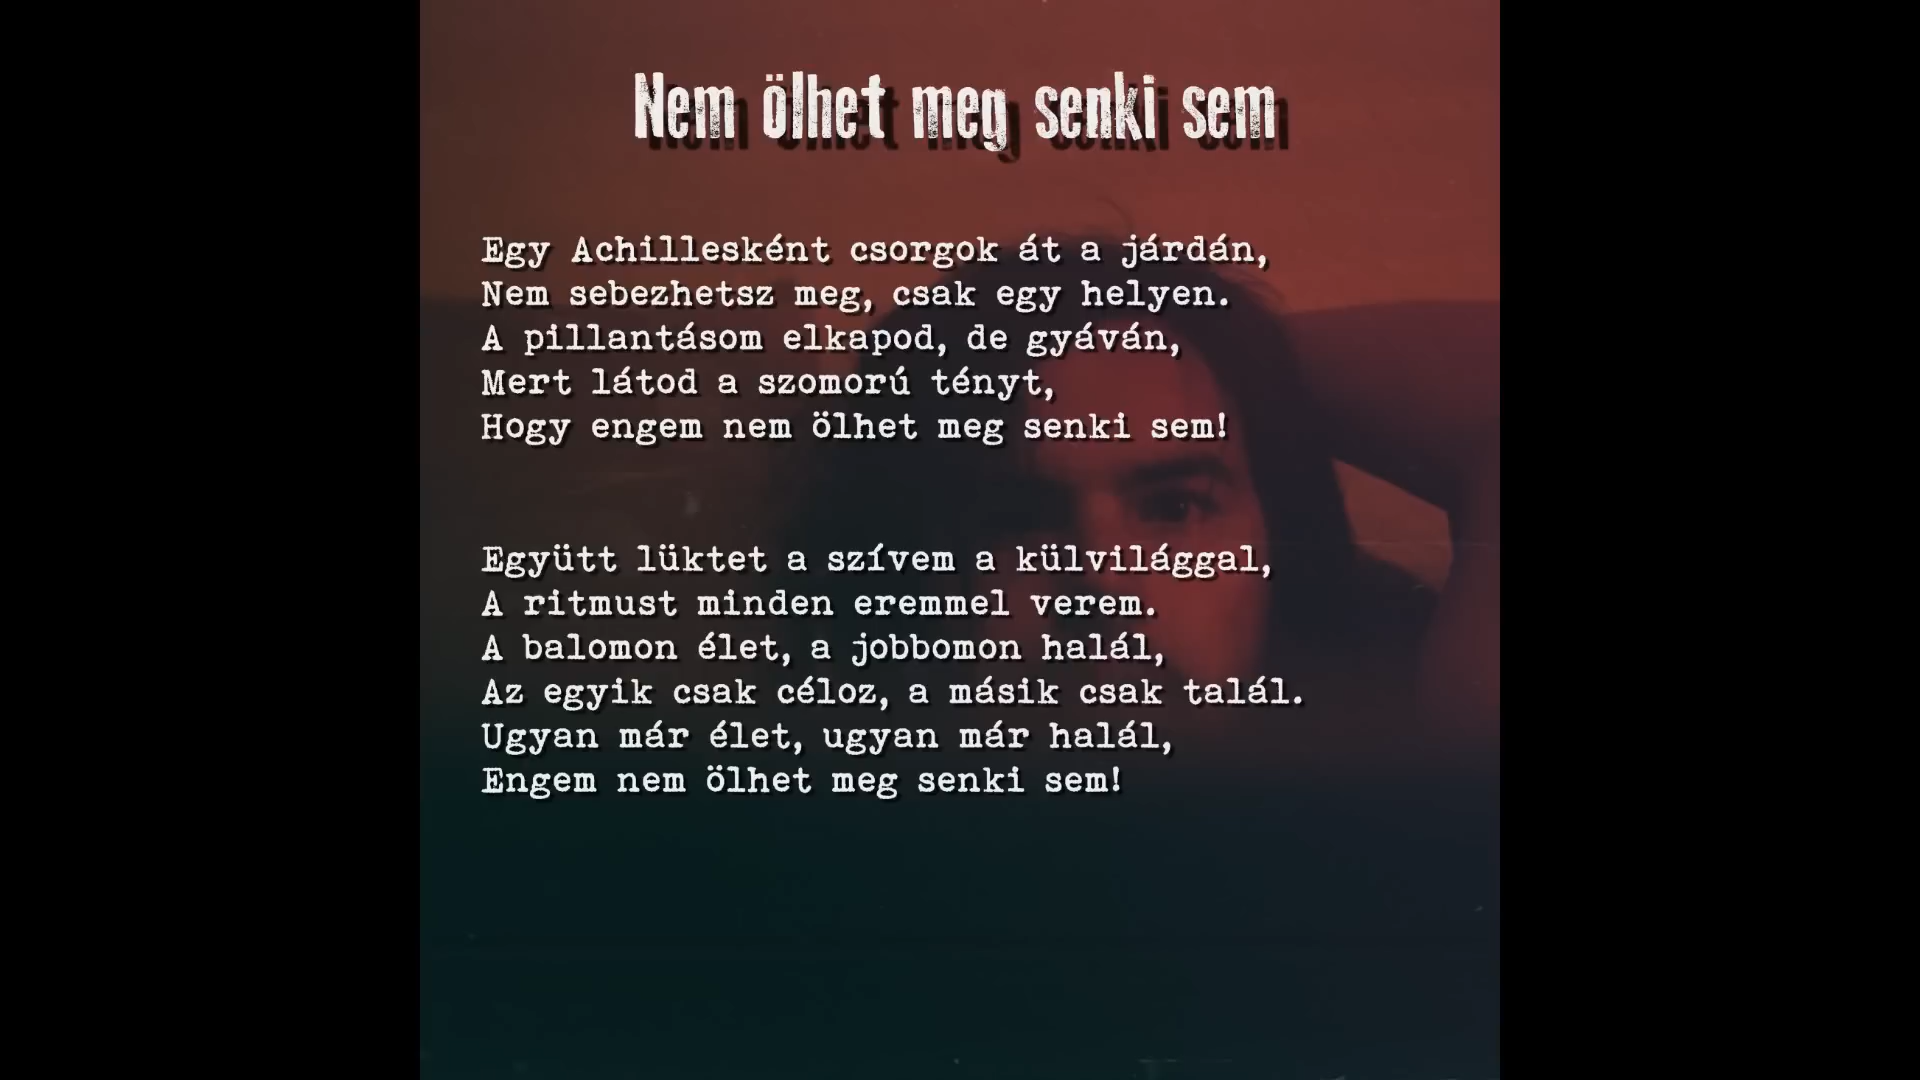 Nem ölhet meg senki sem
Egy Achillesként csorgok át a járdán,
Nem sebezhetsz meg, csak egy helyen.
A pillantásom elkapod, de gyáván,
Mert látod a szomorú tényt,
Hogy engem nem ölhet meg senki sem!
Együtt lüktet a szívem a külvilággal,
A ritmust minden eremmel verem.
A balomon élet, a jobbomon halál,
Az egyik csak céloz, a másik csak talál.
Ugyan már élet, ugyan már halál,
Engem nem ölhet meg senki sem!